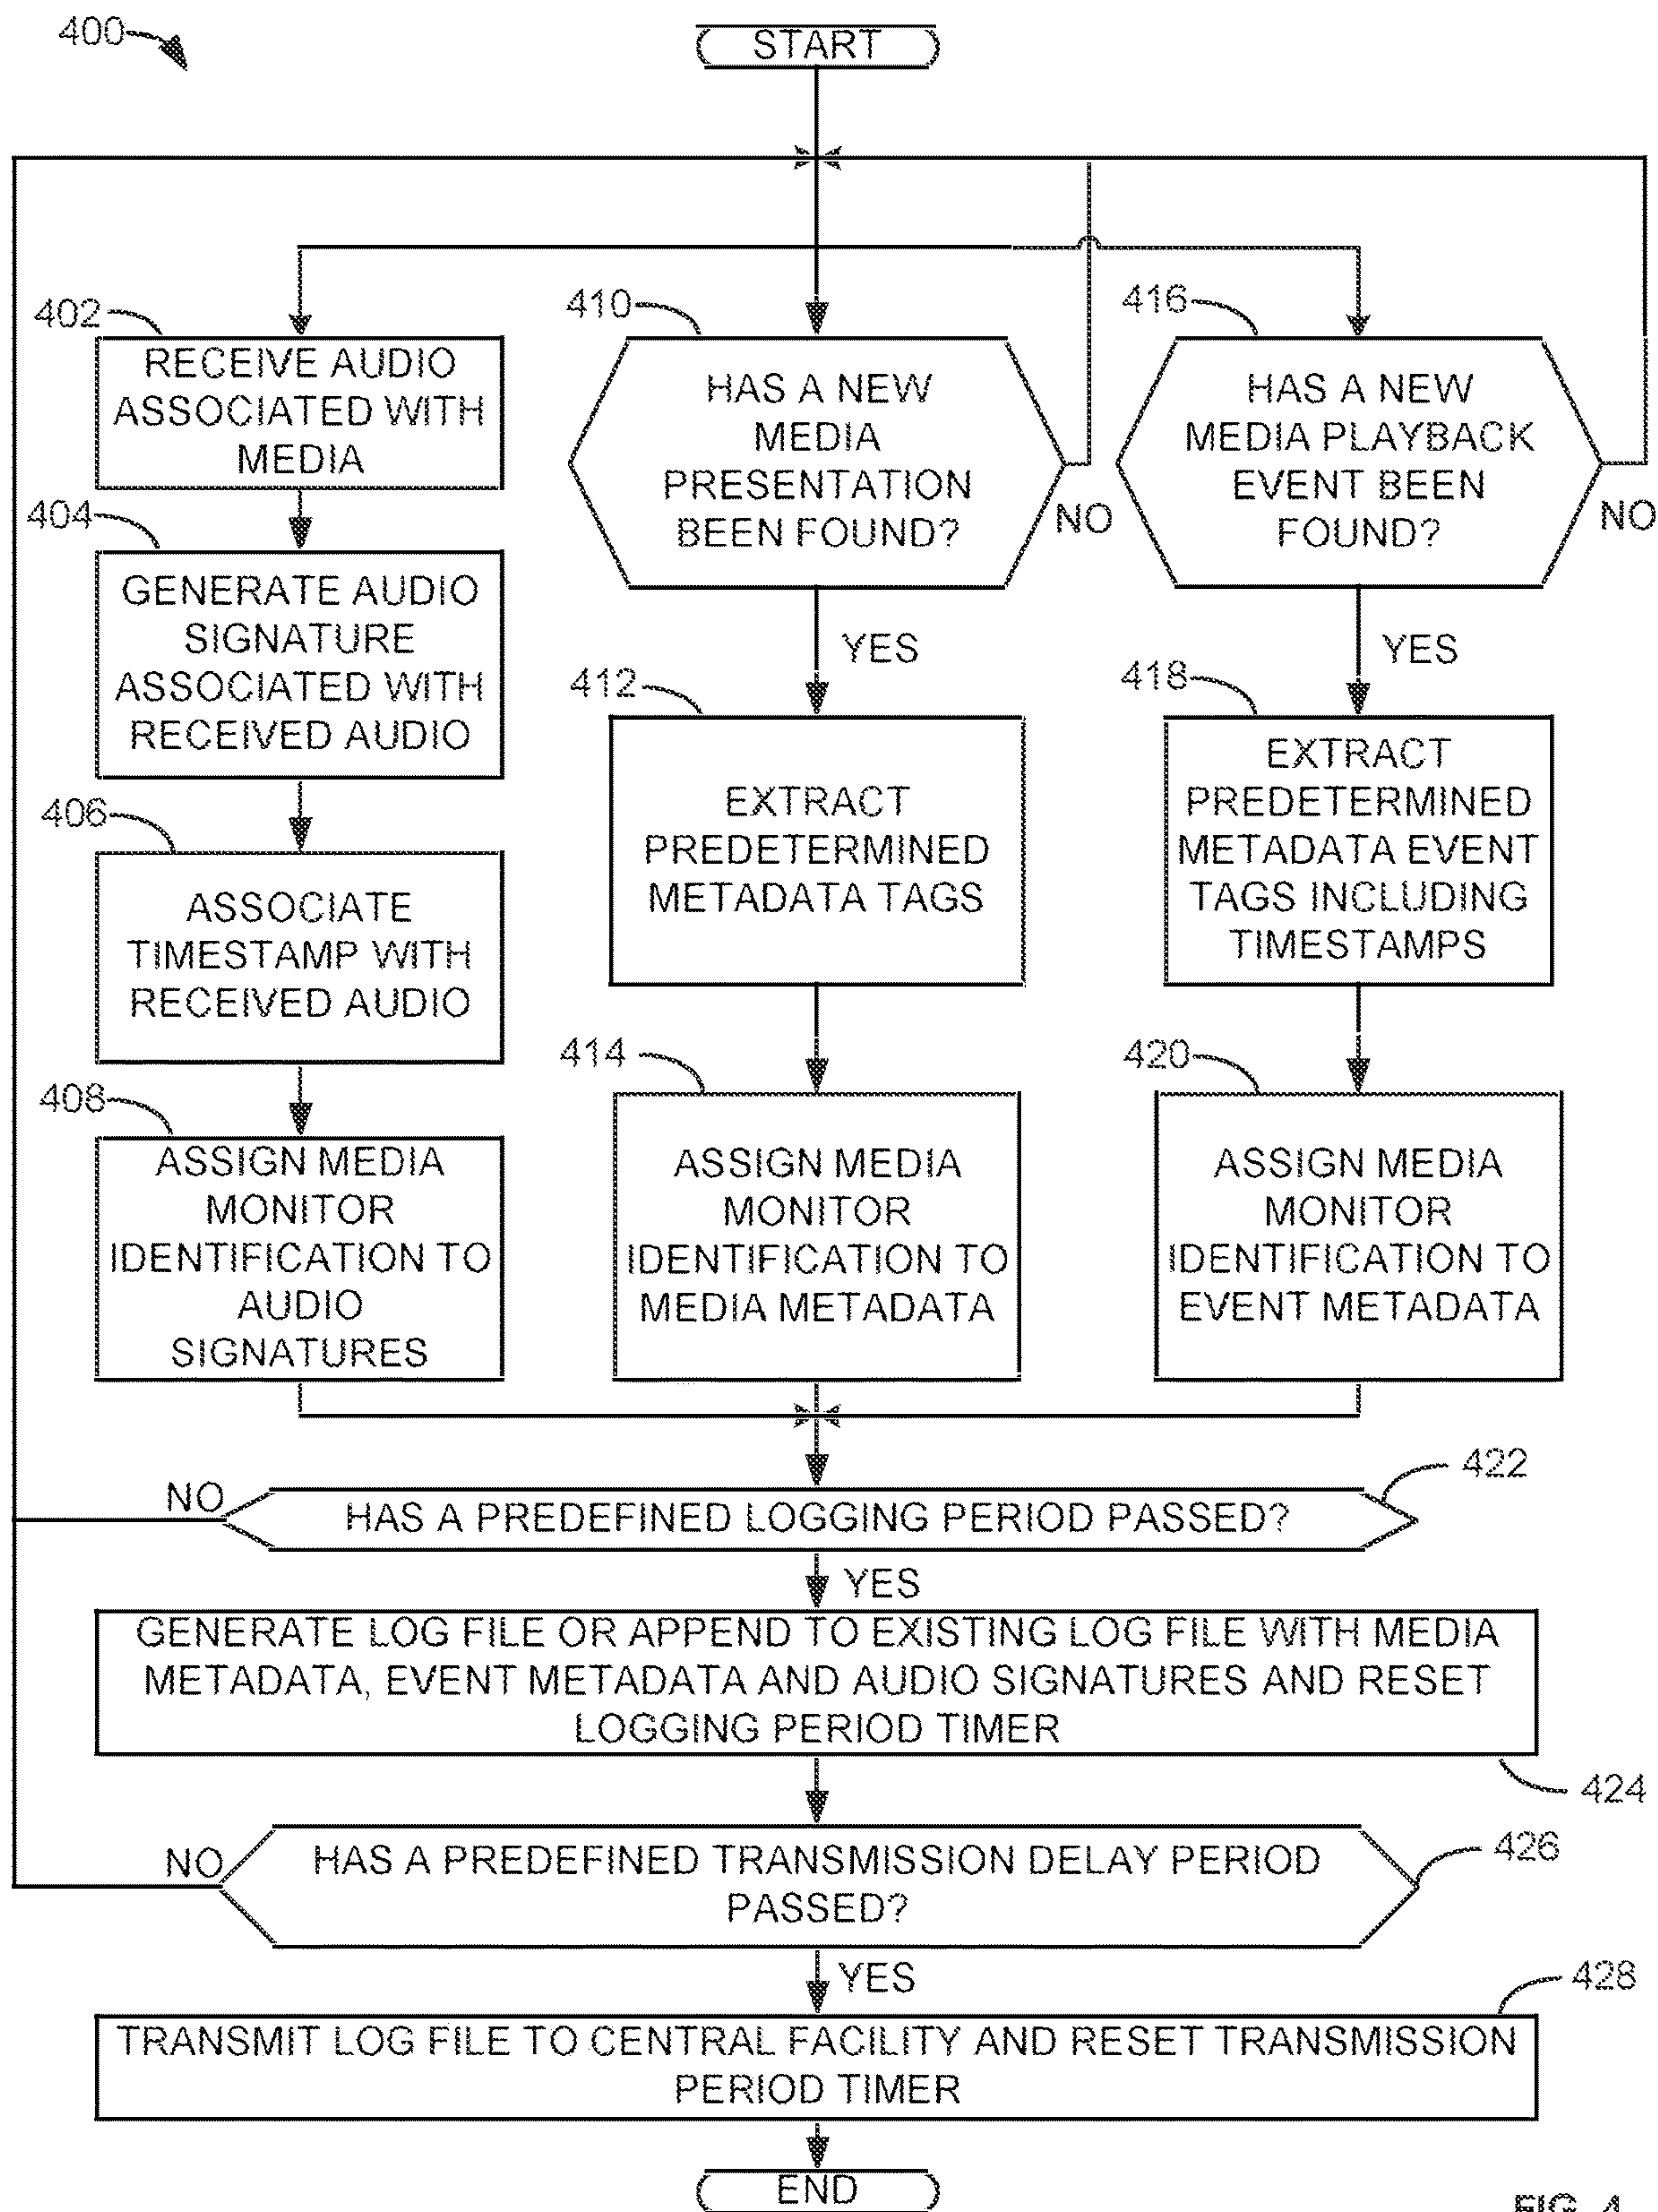 400
START
402
RECEIVE AUDIO
ASSOCIATED WITH
MEDIA
404
GENERATE AUDIO
SIGNATURE
ASSOCIATED WITH
RECEIVED AUDIO
406
ASSOCIATE
TIMESTAMP WITH
RECEIVED AUDIO
408
ASSIGN MEDIA
MONITOR
IDENTIFICATION TO
AUDIO
SIGNATURES
410
HAS A NEW
MEDIA
PRESENTATION
BEEN FOUND?
NO
YES
412
EXTRACT
PREDETERMINED
METADATA TAGS
414
ASSIGN MEDIA
MONITOR
IDENTIFICATION TO
MEDIA METADATA
416
HAS A NEW
MEDIA PLAYBACK
EVENT BEEN
FOUND?
NO
YES
418
EXTRACT
PREDETERMINED
METADATA EVENT
TAGS INCLUDING
TIMESTAMPS
420
ASSIGN MEDIA
MONITOR
IDENTIFICATION TO
EVENT METADATA
422
NO
HAS A PREDEFINED LOGGING PERIOD PASSED?
YES
GENERATE LOG FILE OR APPEND TO EXISTING LOG FILE WITH MEDIA
METADATA, EVENT METADATA AND AUDIO SIGNATURES AND RESET
LOGGING PERIOD TIMER
424
NO
HAS A PREDEFINED TRANSMISSION DELAY PERIOD
PASSED?
426
YES
428
TRANSMIT LOG FILE TO CENTRAL FACILITY AND RESET TRANSMISSION
PERIOD TIMER
END
FIG. 4